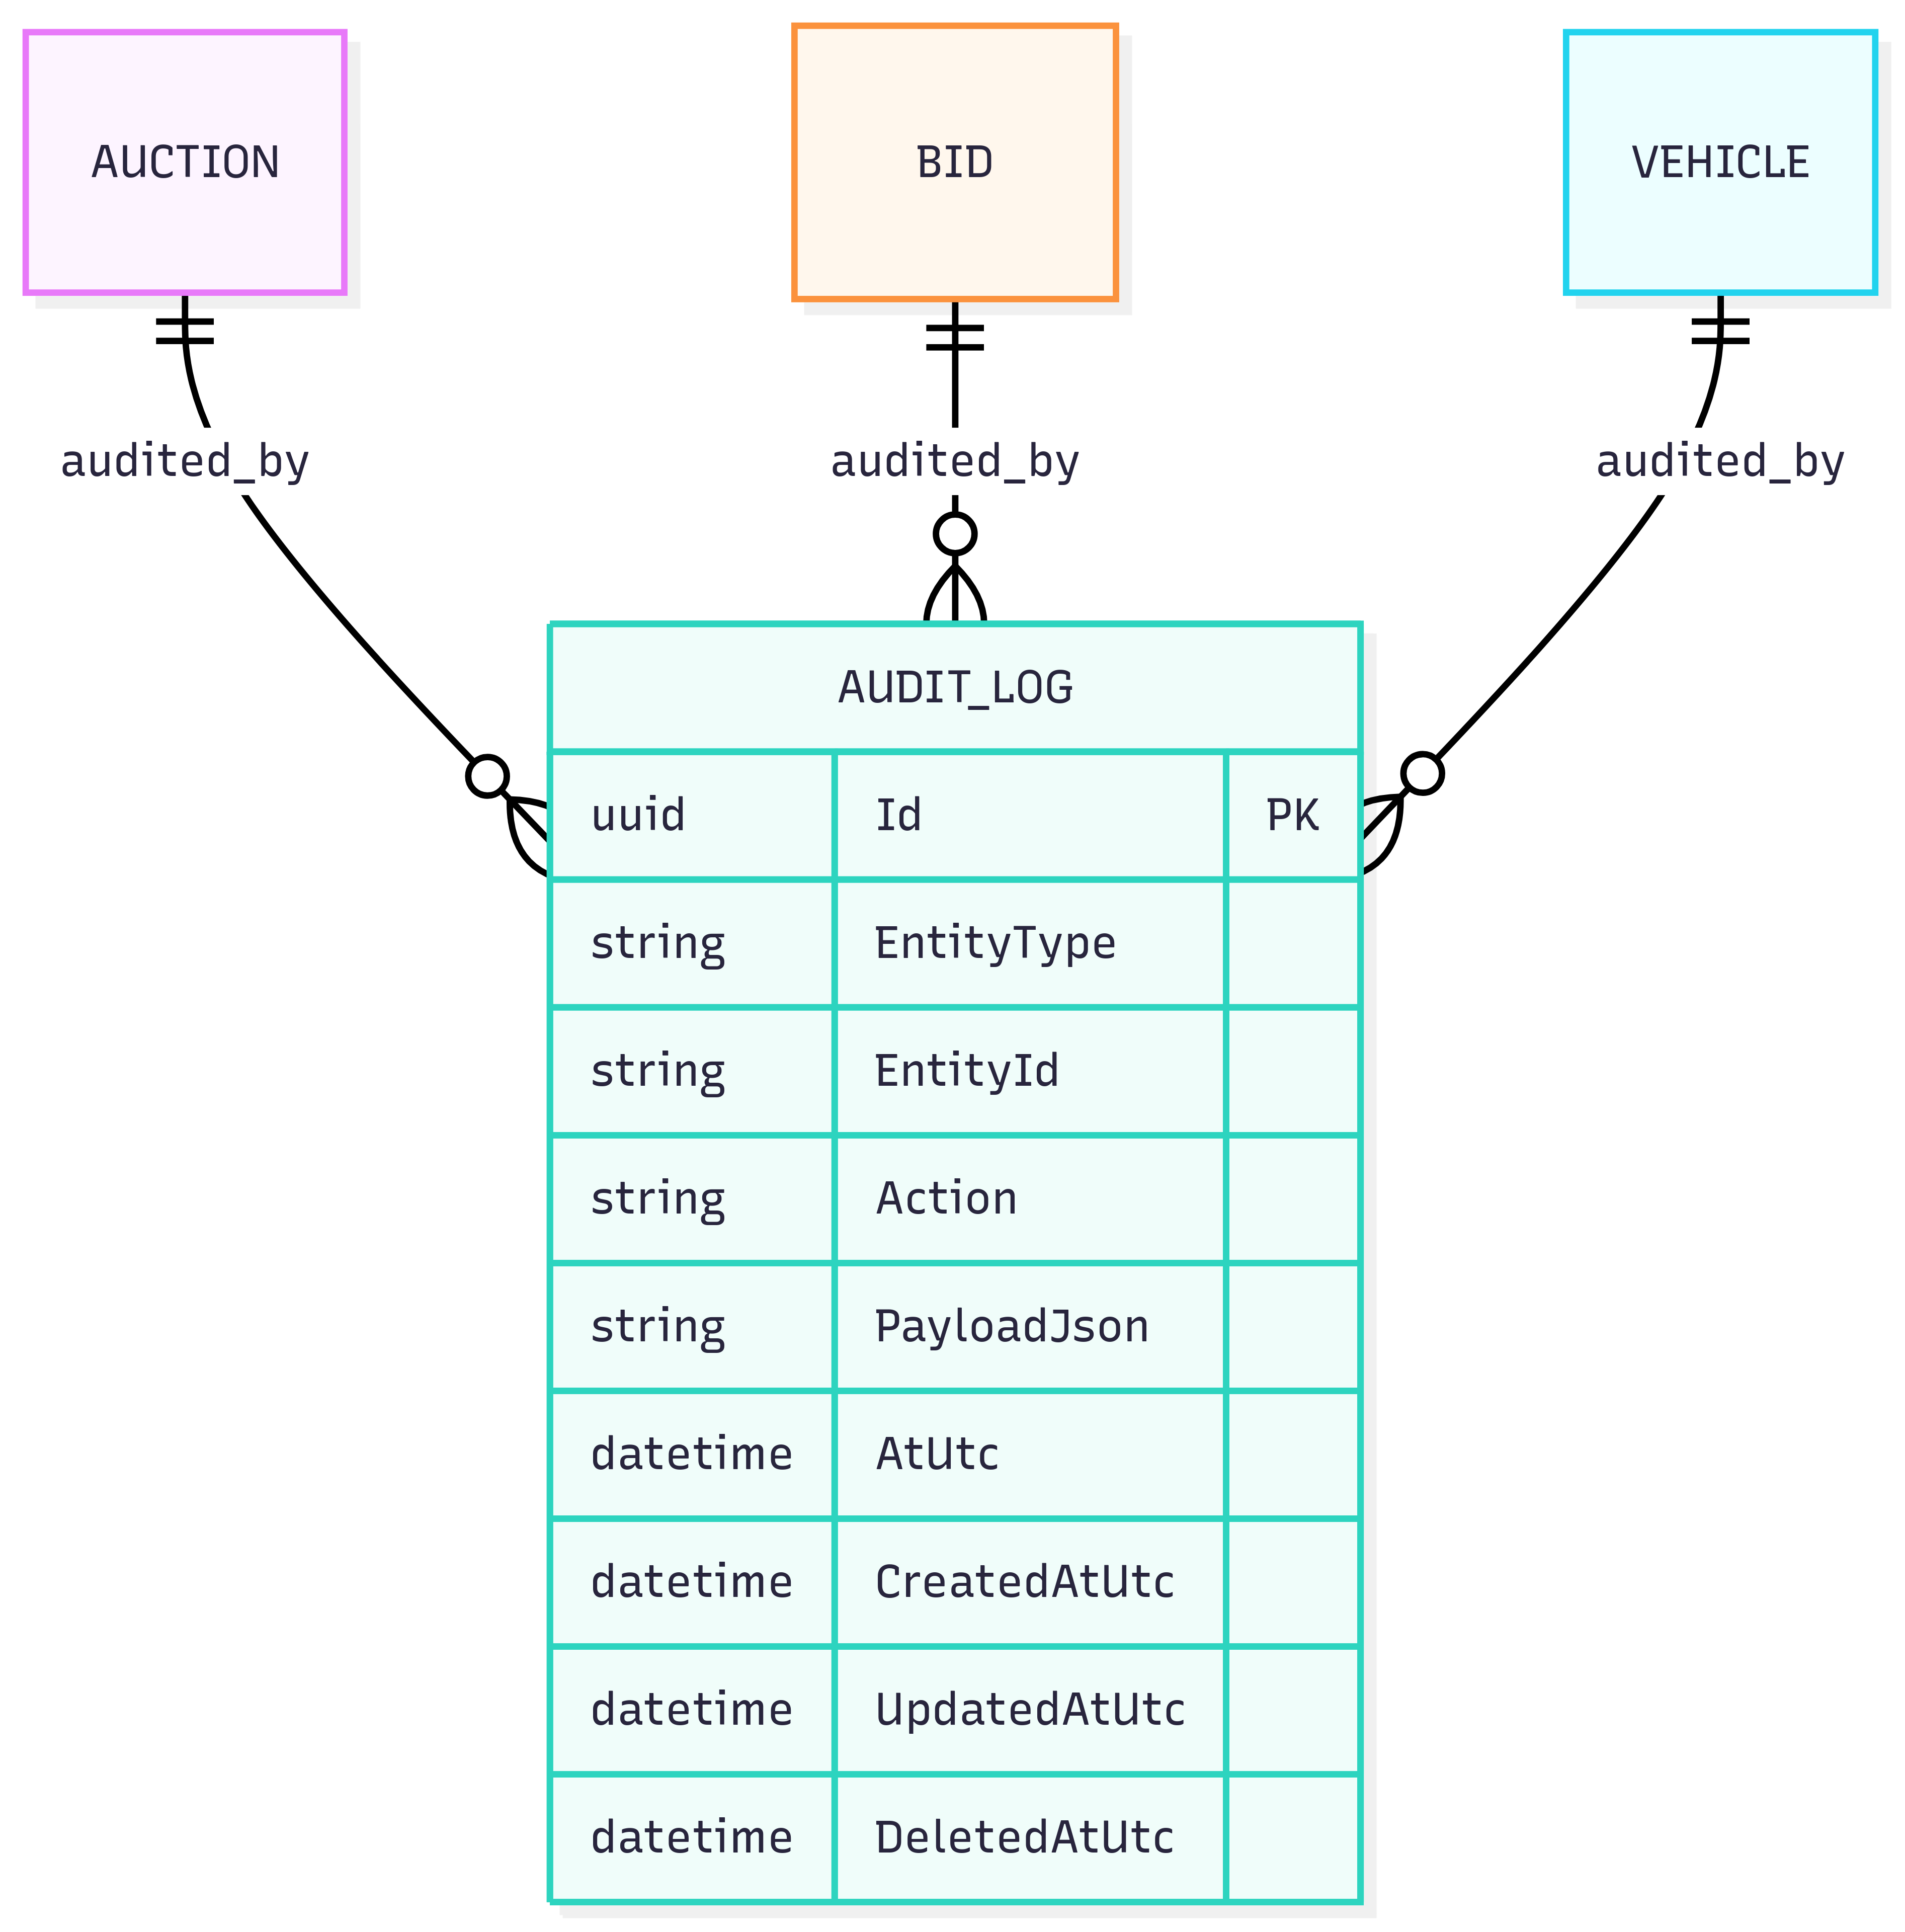 AUCTION
BID
VEHICLE
audited_by
audited_by
audited_by
AUDIT_LOG
uuid Id PK
string EntityType
string EntityId
string Action
string PayloadJson
datetime AtUtc
datetime CreatedAtUtc
datetime UpdatedAtUtc
datetime DeletedAtUtc